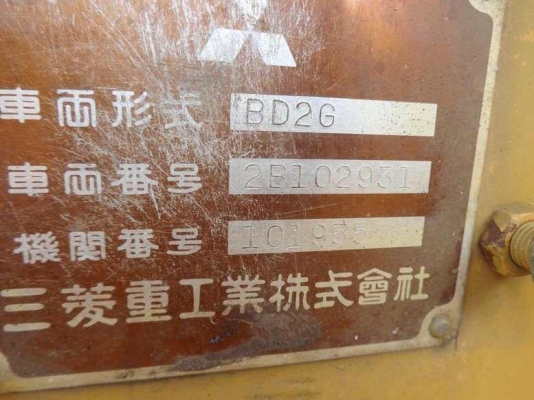 車両形式 BD2G
車両番号 2B102931
機関番号
三菱重工業株式會社